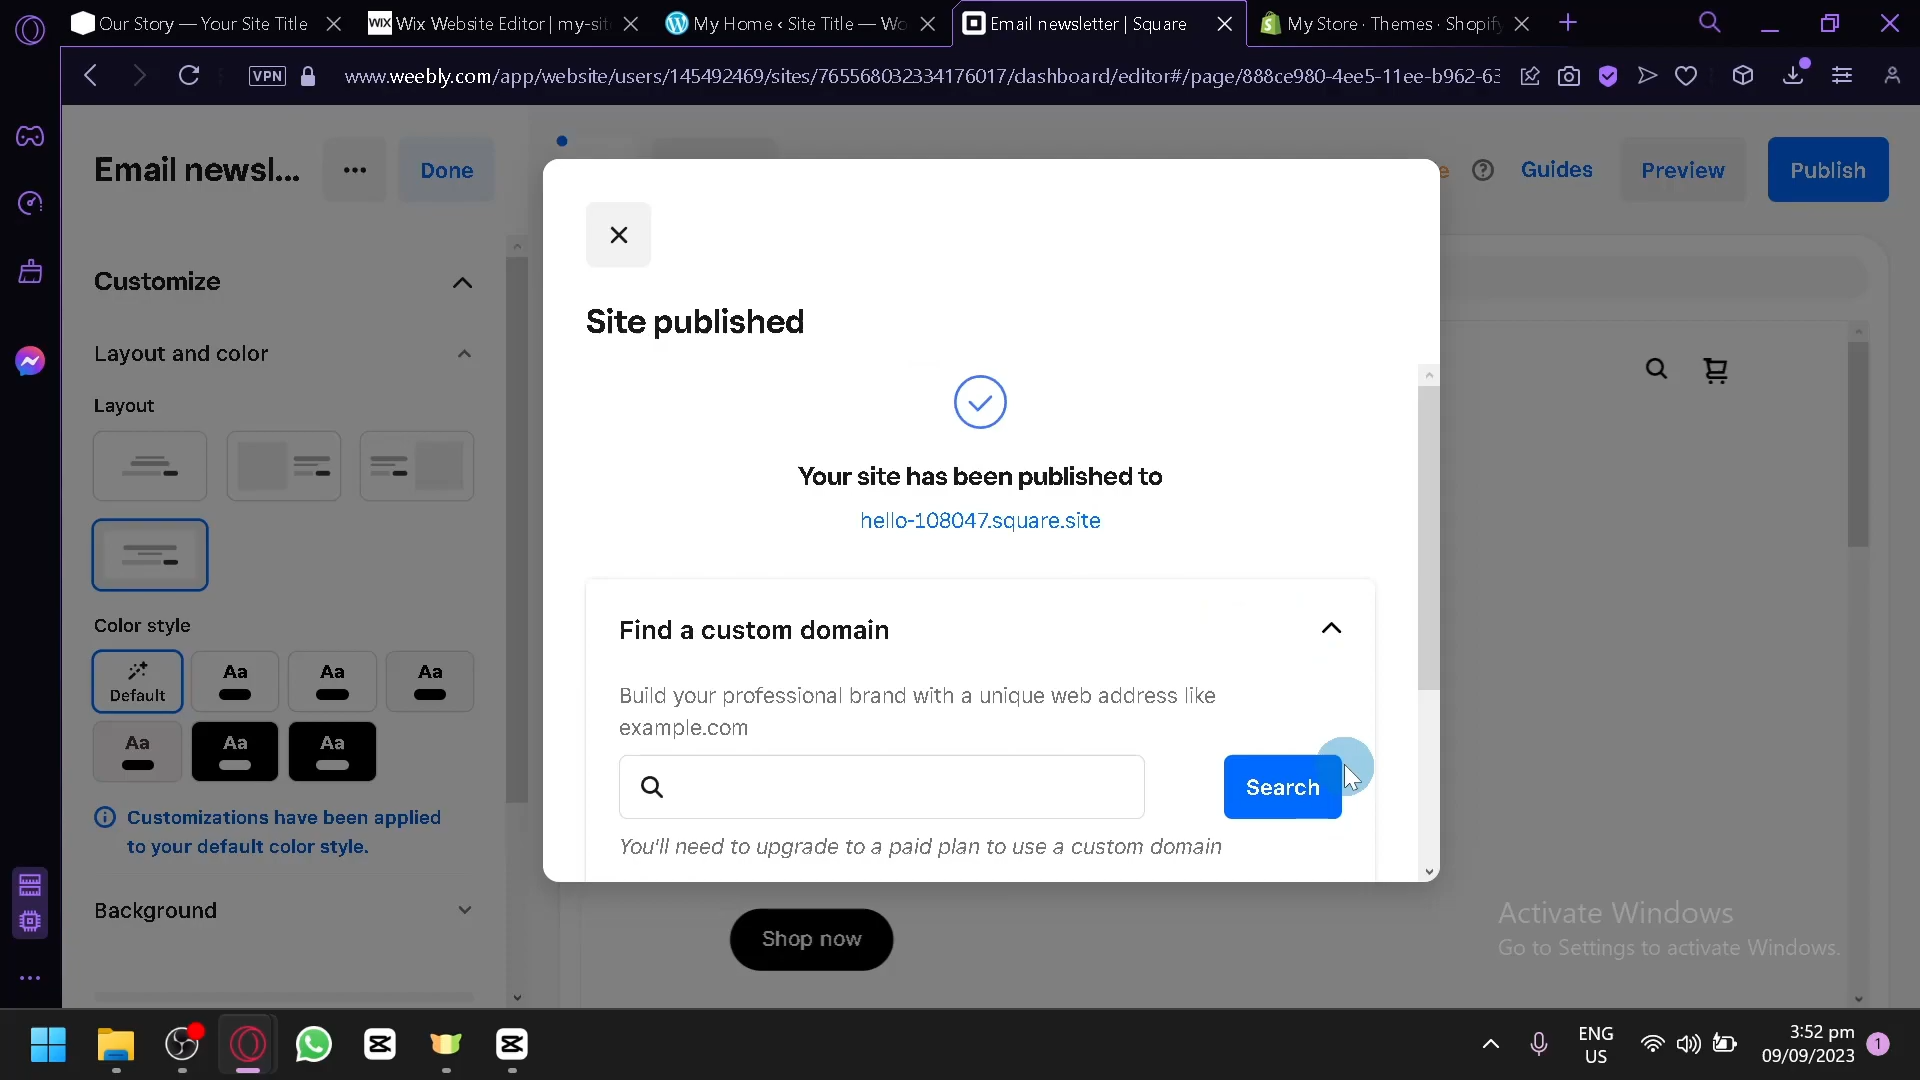 Our Story — Your Site Title
WIX Wix Website Editor | my-sit
My Home ‹ Site Title — Wo
Email newsletter | Square
My Store · Themes · Shopify
VPN
www.weebly.com/app/website/users/145492469/sites/765568032334176017/dashboard/editor#/page/888ce980-4ee5-11ee-b962-63
Email newsl...
Done
Guides
Preview
Publish
Customize
Layout and color
Layout
Color style
Default
Aa
Aa
Aa
Aa
Aa
Aa
Customizations have been applied
to your default color style.
Background
Site published
Your site has been published to
hello-108047.square.site
Find a custom domain
Build your professional brand with a unique web address like
example.com
Search
You'll need to upgrade to a paid plan to use a custom domain
Shop now
Activate Windows
Go to Settings to activate Windows.
ENG
US
3:52 pm
09/09/2023
1